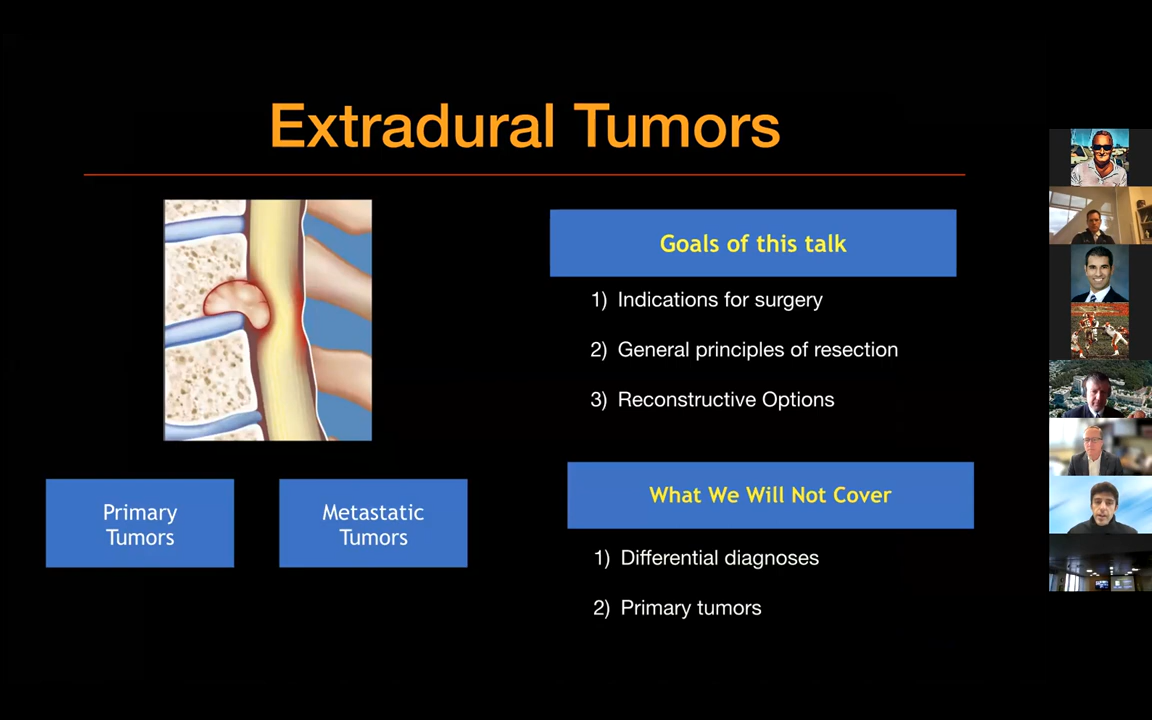 Extradural Tumors
Goals of this talk
1) Indications for surgery
2) General principles of resection
3) Reconstructive Options
Primary
Tumors
Metastatic
Tumors
What We Will Not Cover
1) Differential diagnoses
2) Primary tumors